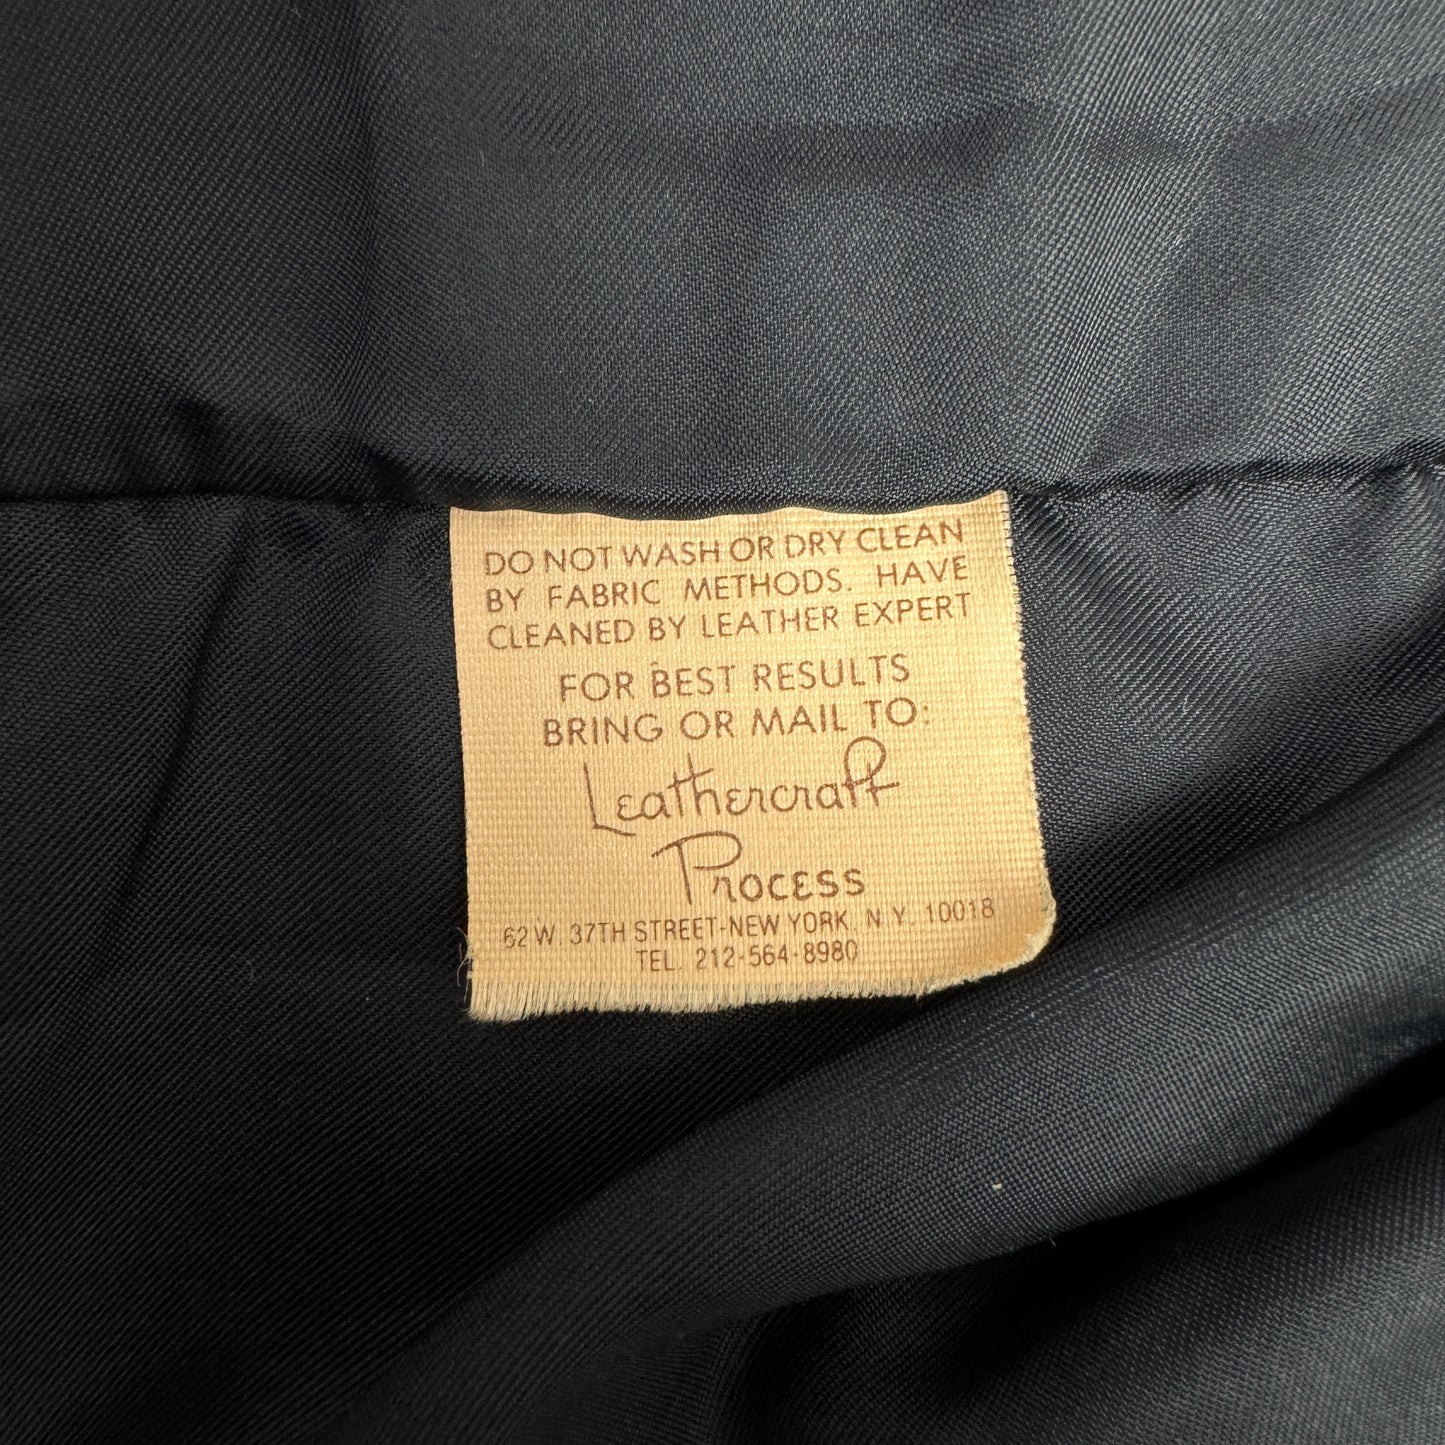 DO NOT WASH OR DRY CLEAN
BY FABRIC METHODS. HAVE
CLEANED BY LEATHER EXPERT
FOR BEST RESULTS
BRING OR MAIL TO:
Leathercraft
Process
62 W. 37TH STREET-NEW YORK, N.Y. 10018
TEL. 212-564-8980